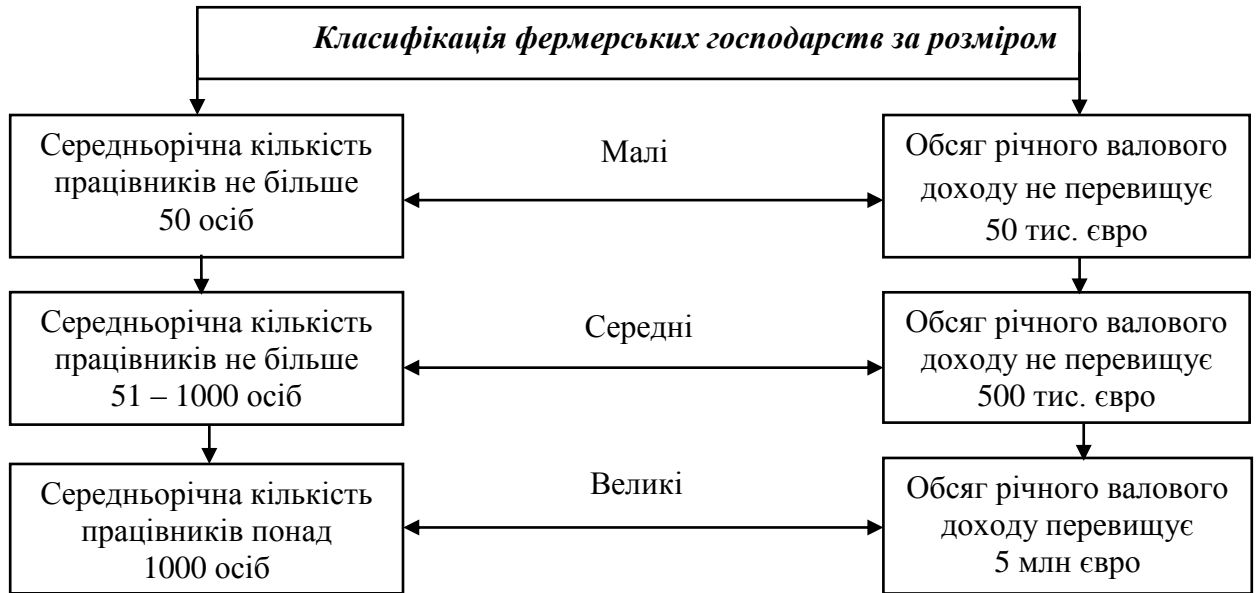 Класифікація фермерських господарств за розміром
Середньорічна кількість
працівників не більше
50 осіб
Малі
Обсяг річного валового
доходу не перевищує
50 тис. євро
Середньорічна кількість
працівників не більше
51 – 1000 осіб
Середні
Обсяг річного валового
доходу не перевищує
500 тис. євро
Середньорічна кількість
працівників понад
1000 осіб
Великі
Обсяг річного валового
доходу перевищує
5 млн євро